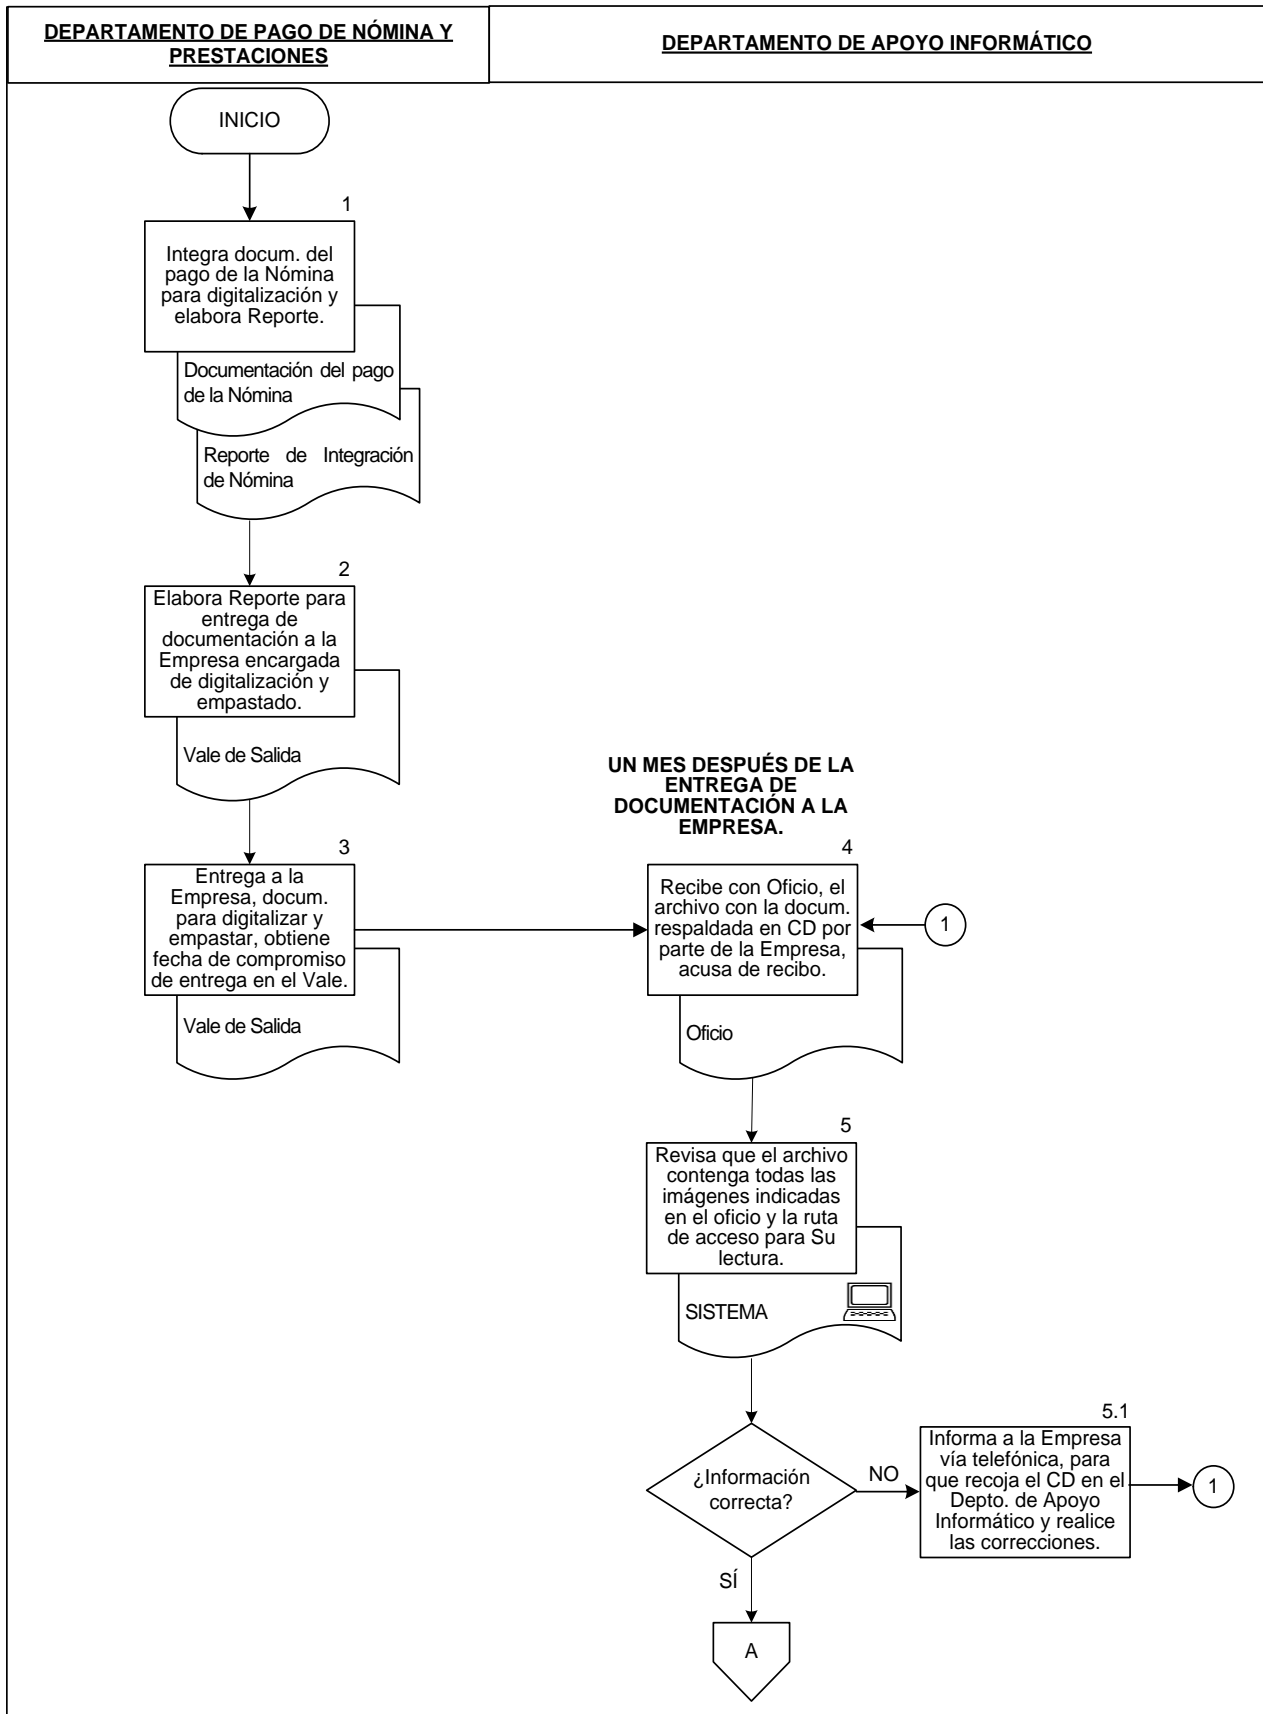 DEPARTAMENTO DE PAGO DE NÓMINA Y
PRESTACIONES
DEPARTAMENTO DE APOYO INFORMÁTICO
INICIO
1
Integra docum. del
pago de la Nómina
para digitalización y
elabora Reporte.
Documentación del pago
de la Nómina
Reporte de Integración
de Nómina
2
Elabora Reporte para
entrega de
documentación a la
Empresa encargada
de digitalización y
empastado.
Vale de Salida
3
Entrega a la
Empresa, docum.
para digitalizar y
empastar, obtiene
fecha de compromiso
de entrega en el Vale.
Vale de Salida
UN MES DESPUÉS DE LA
ENTREGA DE
DOCUMENTACIÓN A LA
EMPRESA.
4
Recibe con Oficio, el
archivo con la docum.
respaldada en CD por
parte de la Empresa,
acusa de recibo.
1
Oficio
5
Revisa que el archivo
contenga todas las
imágenes indicadas
en el oficio y la ruta
de acceso para Su
lectura.
SISTEMA
¿Información
correcta?
NO
5.1
Informa a la Empresa
vía telefónica, para
que recoja el CD en el
Depto. de Apoyo
Informático y realice
las correcciones.
1
SÍ
A